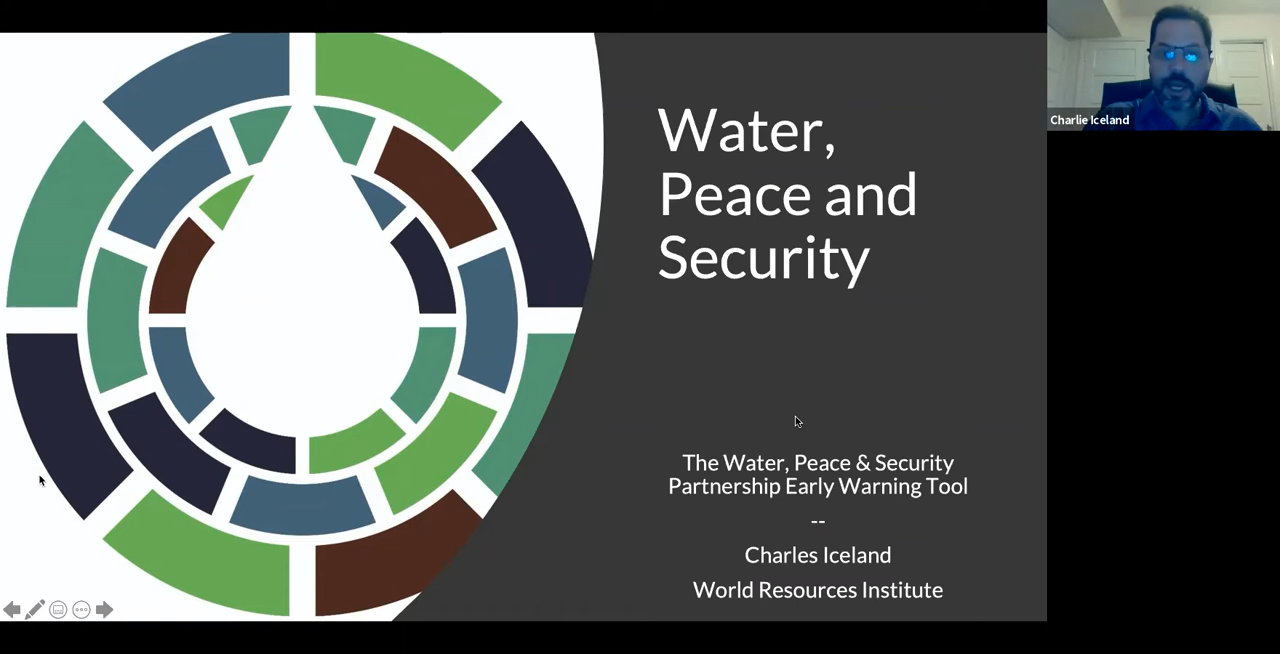 Water,
Peace and
Security
The Water, Peace & Security
Partnership Early Warning Tool
--
Charles Iceland
World Resources Institute
Charlie Iceland